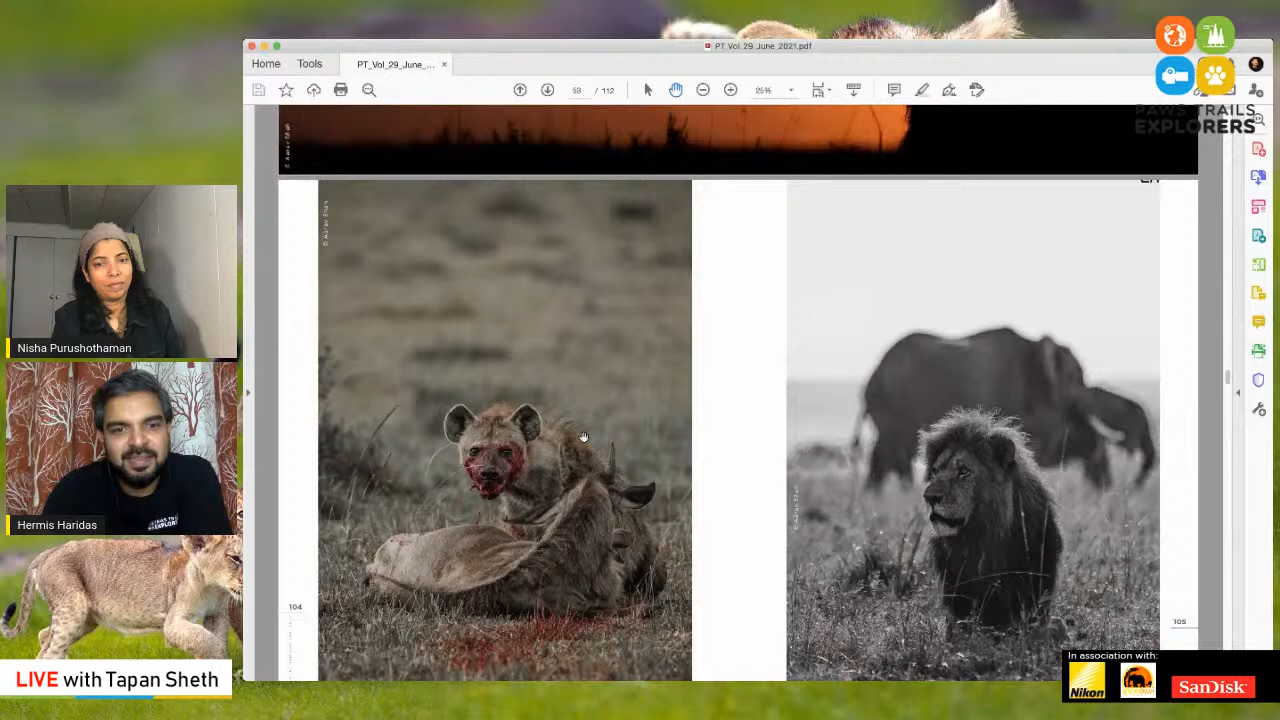 PT_Vol_29_June_2021.pdf
Home
Tools
PT_Vol_29_June_...
53 / 112
25%
PAWS TRAILS
EXPLORERS
Nisha Purushothaman
Hermis Haridas
104
105
LIVE with Tapan Sheth
In association with:
Nikon
SanDisk